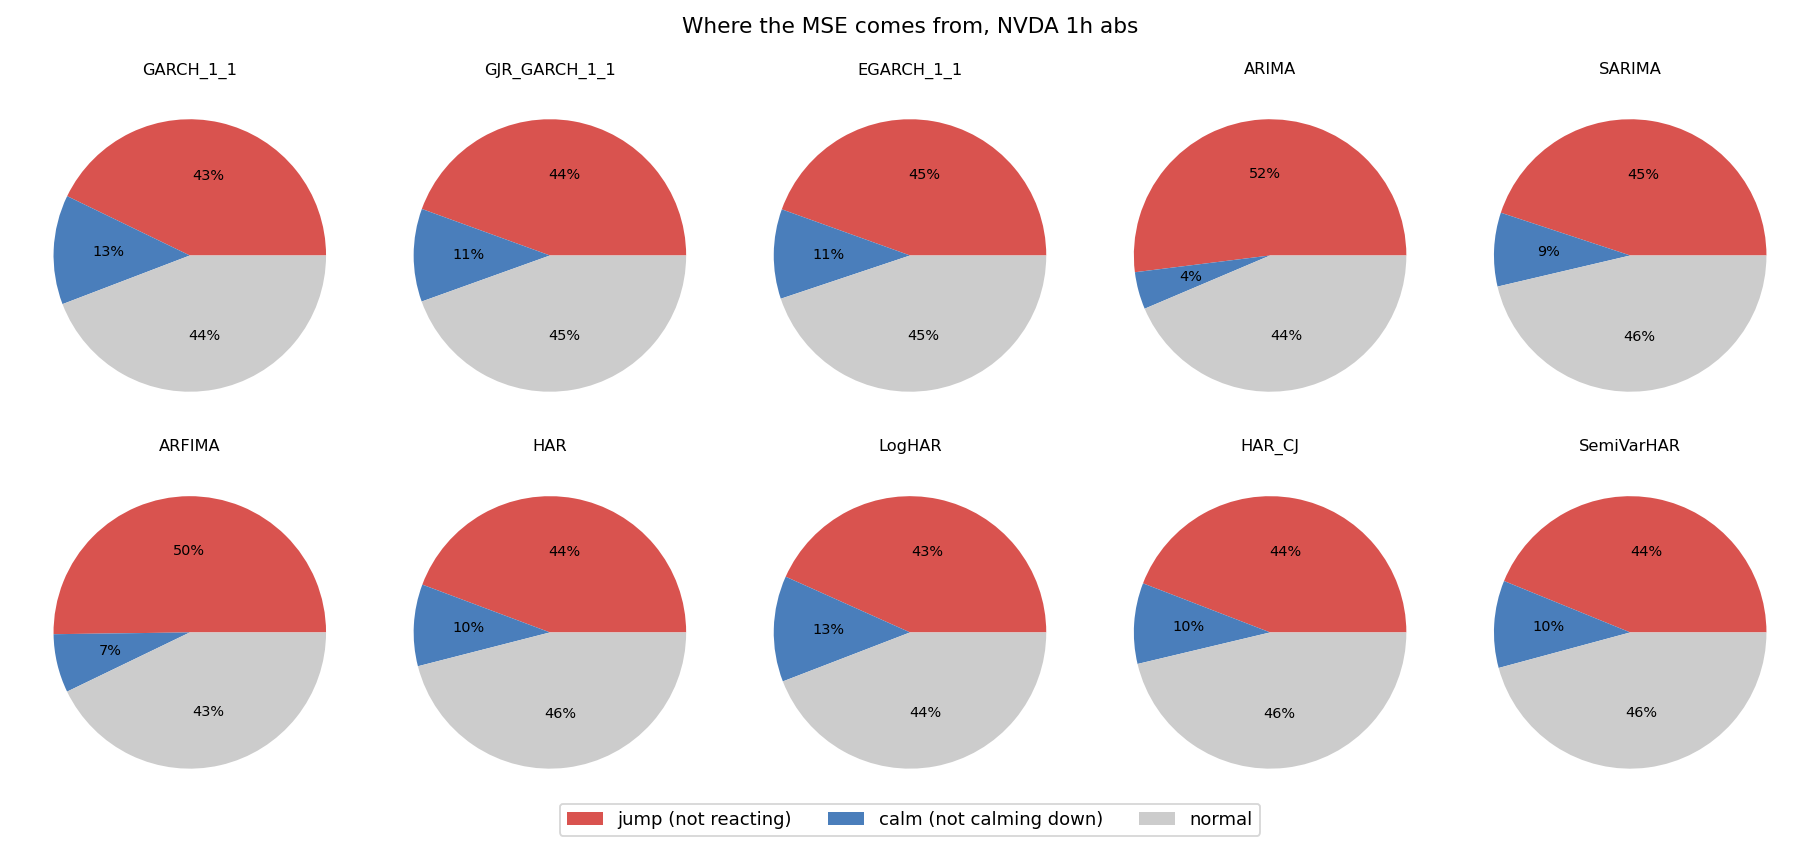 Where the MSE comes from, NVDA 1h abs
GARCH_1_1
GJR_GARCH_1_1
EGARCH_1_1
ARIMA
SARIMA
43%
13%
44%
44%
11%
45%
45%
11%
45%
52%
4%
44%
45%
9%
46%
ARFIMA
HAR
LogHAR
HAR_CJ
SemiVarHAR
50%
7%
43%
44%
10%
46%
43%
13%
44%
44%
10%
46%
44%
10%
46%
jump (not reacting)
calm (not calming down)
normal